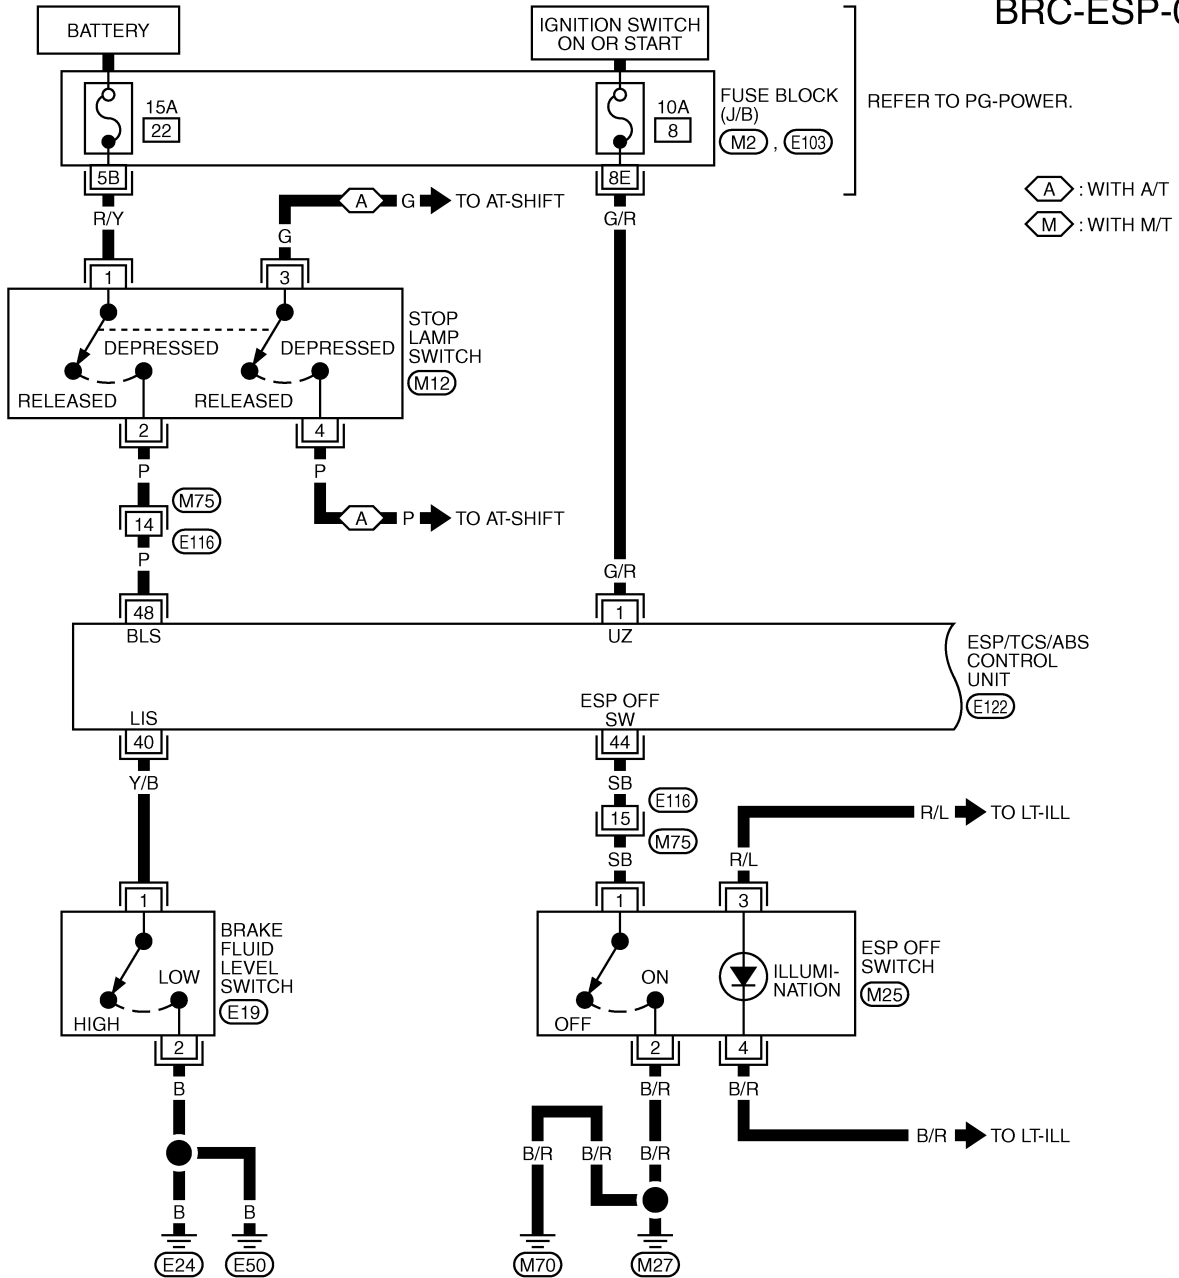 BRC-ESP-0
BATTERY
IGNITION SWITCH
ON OR START
15A
22
10A
8
FUSE BLOCK
(J/B)
M2 , E103
REFER TO PG-POWER.
5B
8E
A : WITH A/T
M : WITH M/T
R/Y
A
G
TO AT-SHIFT
G/R
G
1
3
STOP
LAMP
SWITCH
M12
DEPRESSED
DEPRESSED
RELEASED
RELEASED
2
4
P
P
M75
14
E116
A
P
TO AT-SHIFT
P
G/R
48
1
BLS
UZ
ESP/TCS/ABS
CONTROL
UNIT
E122
LIS
ESP OFF
SW
40
44
Y/B
SB
E116
15
M75
SB
R/L
TO LT-ILL
R/L
1
1
3
BRAKE
FLUID
LEVEL
SWITCH
E19
LOW
HIGH
ON
OFF
ILLUMI-
NATION
ESP OFF
SWITCH
M25
2
2
4
B
B/R
B/R
B/R
TO LT-ILL
B/R
B/R
B/R
B
B
E24
E50
M70
M27